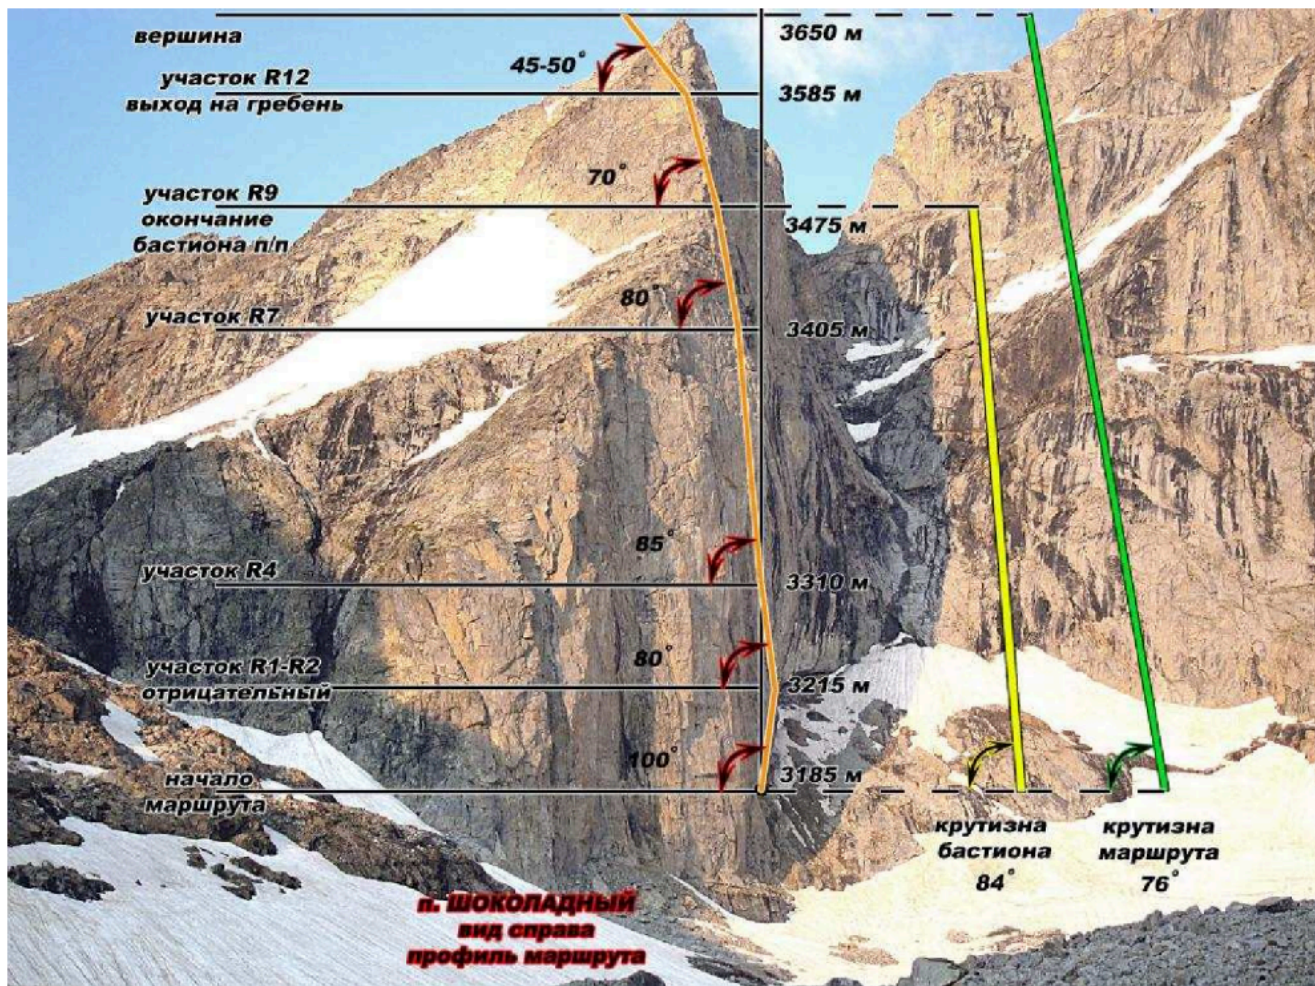 вершина
3650 м
45-50°
участок R12
выход на гребень
3585 м
70°
участок R9
окончание
бастиона п/п
3475 м
80°
участок R7
3405 м
85°
участок R4
3310 м
80°
участок R1-R2
отрицательный
3215 м
100°
начало
маршрута
3185 м
крутизна
бастиона
84°
крутизна
маршрута
76°
п. ШОКОЛАДНЫЙ
вид справа
профиль маршрута